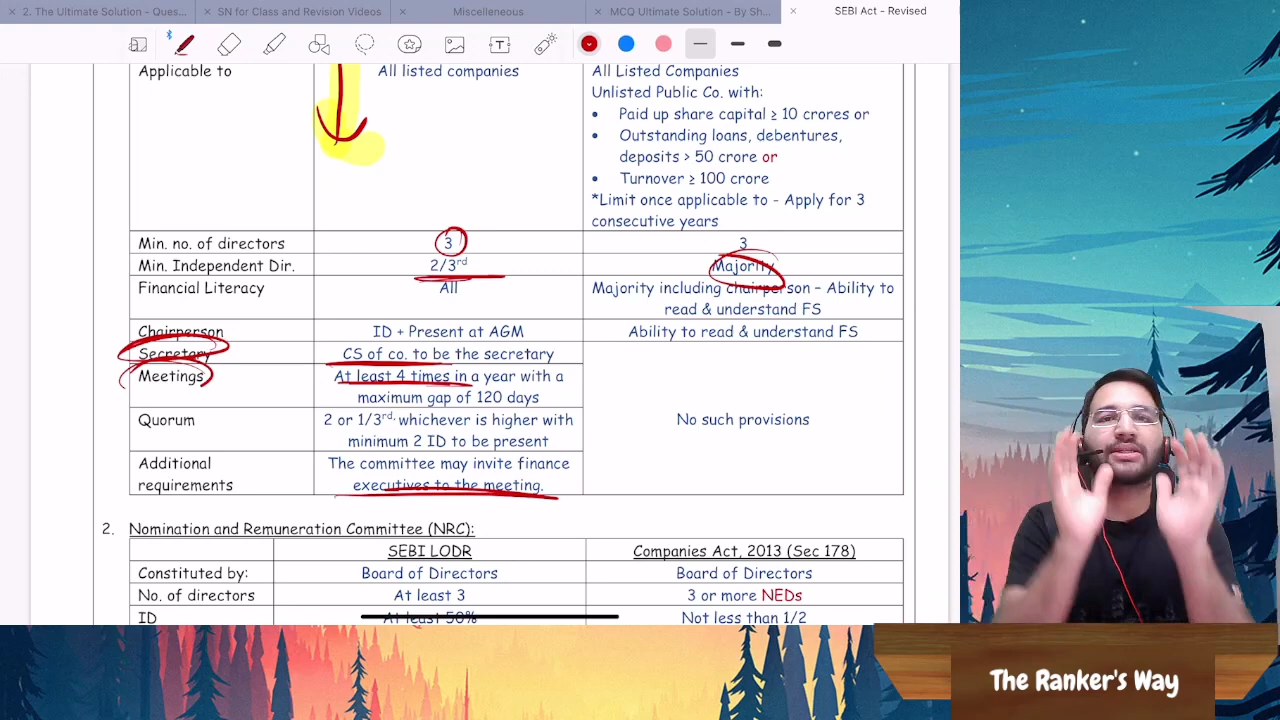 2. The Ultimate Solution - Ques...
SN for Class and Revision Videos
Miscellaneous
MCQ Ultimate Solution - By Sh...
SEBI Act - Revised
Applicable to
All listed companies
All Listed Companies
Unlisted Public Co. with:
• Paid up share capital ≥ 10 crores or
• Outstanding loans, debentures,
deposits > 50 crore or
• Turnover ≥ 100 crore
*Limit once applicable to - Apply for 3
consecutive years
Min. no. of directors 3 3
Min. Independent Dir. 2/3rd Majority
Financial Literacy All Majority including chairperson – Ability to
read & understand FS
Chairperson ID + Present at AGM Ability to read & understand FS
Secretary CS of co. to be the secretary
Meetings At least 4 times in a year with a
maximum gap of 120 days
Quorum 2 or 1/3rd, whichever is higher with No such provisions
minimum 2 ID to be present
Additional The committee may invite finance
requirements executives to the meeting.
2. Nomination and Remuneration Committee (NRC):
SEBI LODR Companies Act, 2013 (Sec 178)
Constituted by: Board of Directors Board of Directors
No. of directors At least 3 3 or more NEDs
ID At least 50% Not less than 1/2
The Ranker's Way